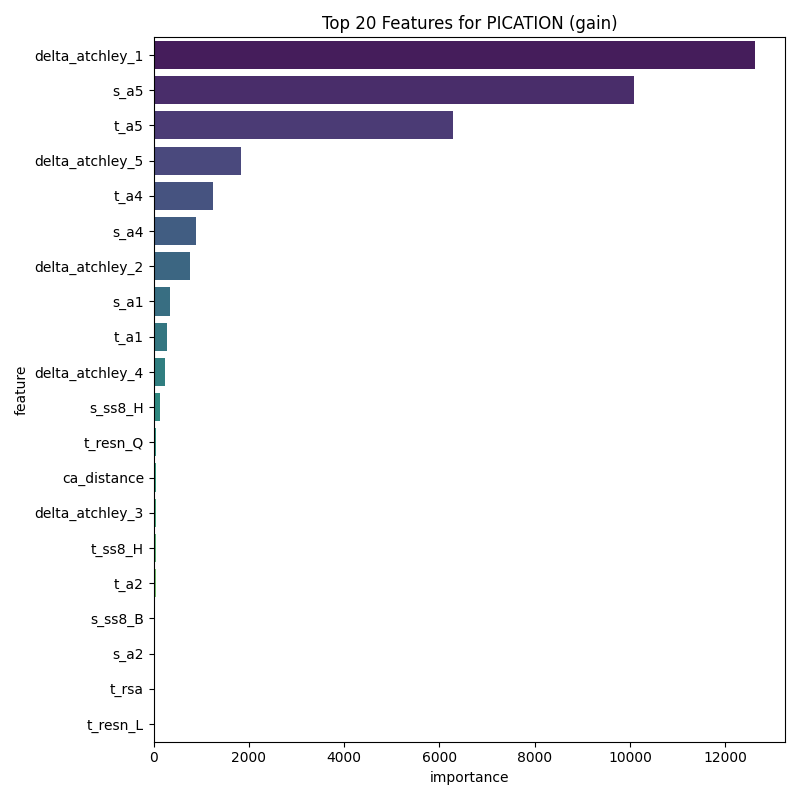 Top 20 Features for PICATION (gain)
delta_atchley_1
s_a5
t_a5
delta_atchley_5
t_a4
s_a4
delta_atchley_2
s_a1
t_a1
delta_atchley_4
s_ss8_H
t_resn_Q
ca_distance
delta_atchley_3
t_ss8_H
t_a2
s_ss8_B
s_a2
t_rsa
t_resn_L
feature
0 2000 4000 6000 8000 10000 12000
importance